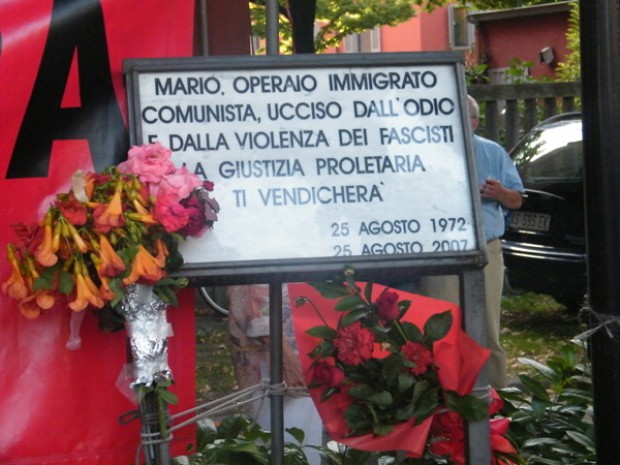 MARIO, OPERAIO IMMIGRATO
COMUNISTA, UCCISO DALL'ODIO
E DALLA VIOLENZA DEI FASCISTI
LA GIUSTIZIA PROLETARIA
TI VENDICHERA'
25 AGOSTO 1972
25 AGOSTO 2007